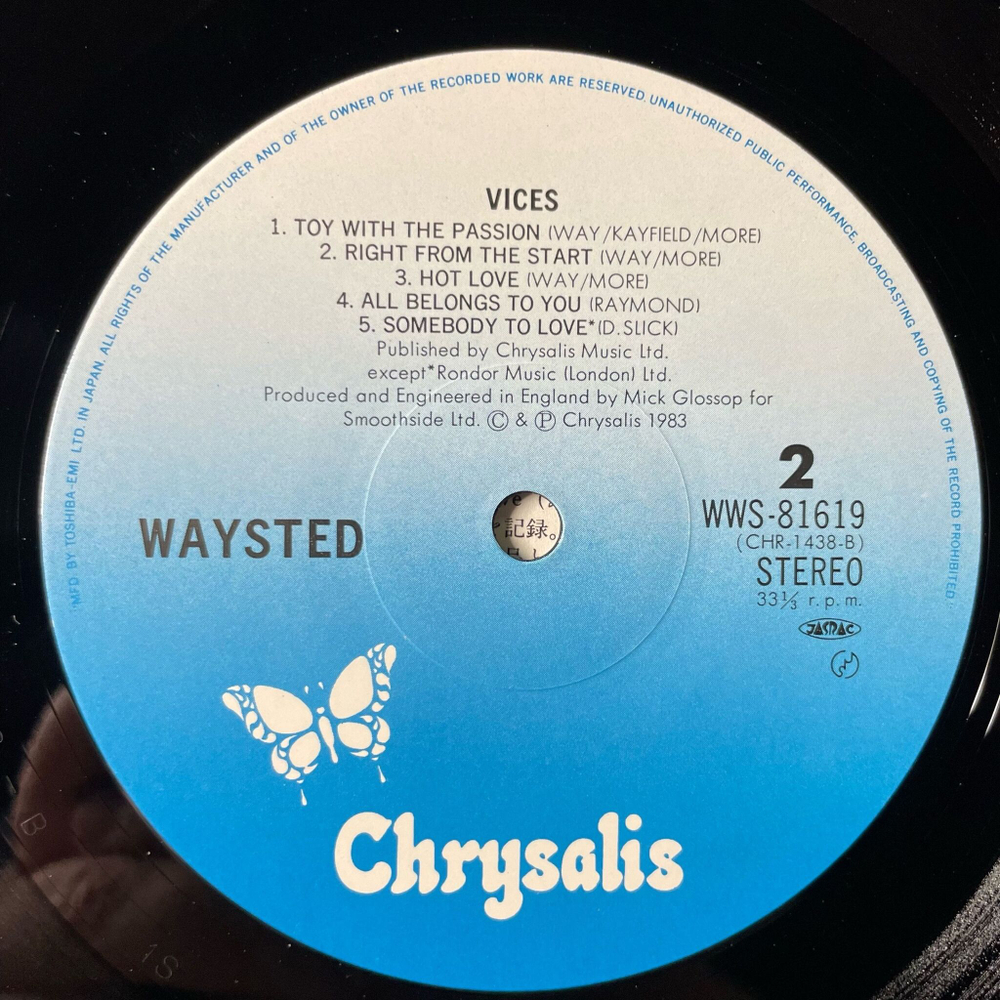 MFD BY TOSHIBA-EMI LTD. IN JAPAN. ALL RIGHTS OF THE MANUFACTURER AND OF THE OWNER OF THE RECORDED WORK ARE RESERVED. UNAUTHORIZED PUBLIC PERFORMANCE, BROADCASTING AND COPYING OF THE RECORD PROHIBITED
VICES
1. TOY WITH THE PASSION (WAY/KAYFIELD/MORE)
2. RIGHT FROM THE START (WAY/MORE)
3. HOT LOVE (WAY/MORE)
4. ALL BELONGS TO YOU (RAYMOND)
5. SOMEBODY TO LOVE*(D.SLICK)
Published by Chrysalis Music Ltd.
except*Rondor Music (London) Ltd.
Produced and Engineered in England by Mick Glossop for
Smoothside Ltd. © & ℗ Chrysalis 1983
2
WWS-81619
(CHR-1438-B)
STEREO
33⅓ r.p.m.
JASRAC
WAYSTED
記録。
Chrysalis
B
1S